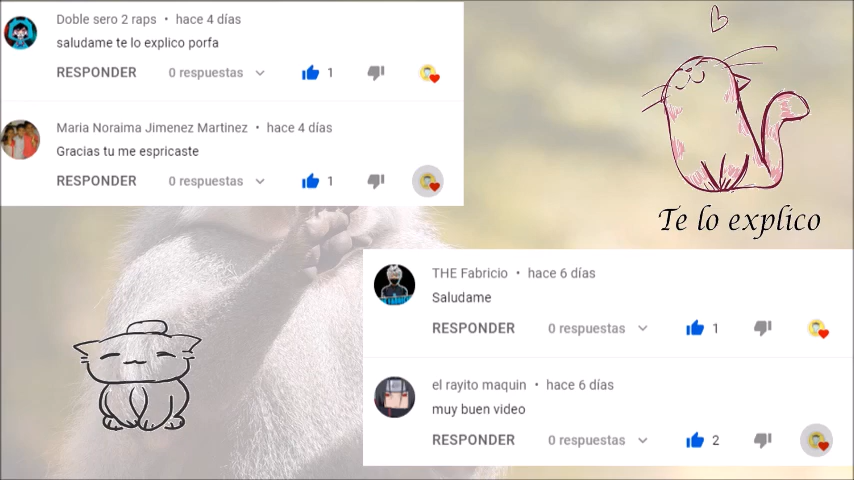 Doble sero 2 raps • hace 4 días
saludame te lo explico porfa
RESPONDER 0 respuestas 1
Maria Noraima Jimenez Martinez • hace 4 días
Gracias tu me espricaste
RESPONDER 0 respuestas 1
Te lo explico
THE Fabricio • hace 6 días
Saludame
RESPONDER 0 respuestas 1
el rayito maquin • hace 6 días
muy buen video
RESPONDER 0 respuestas 2